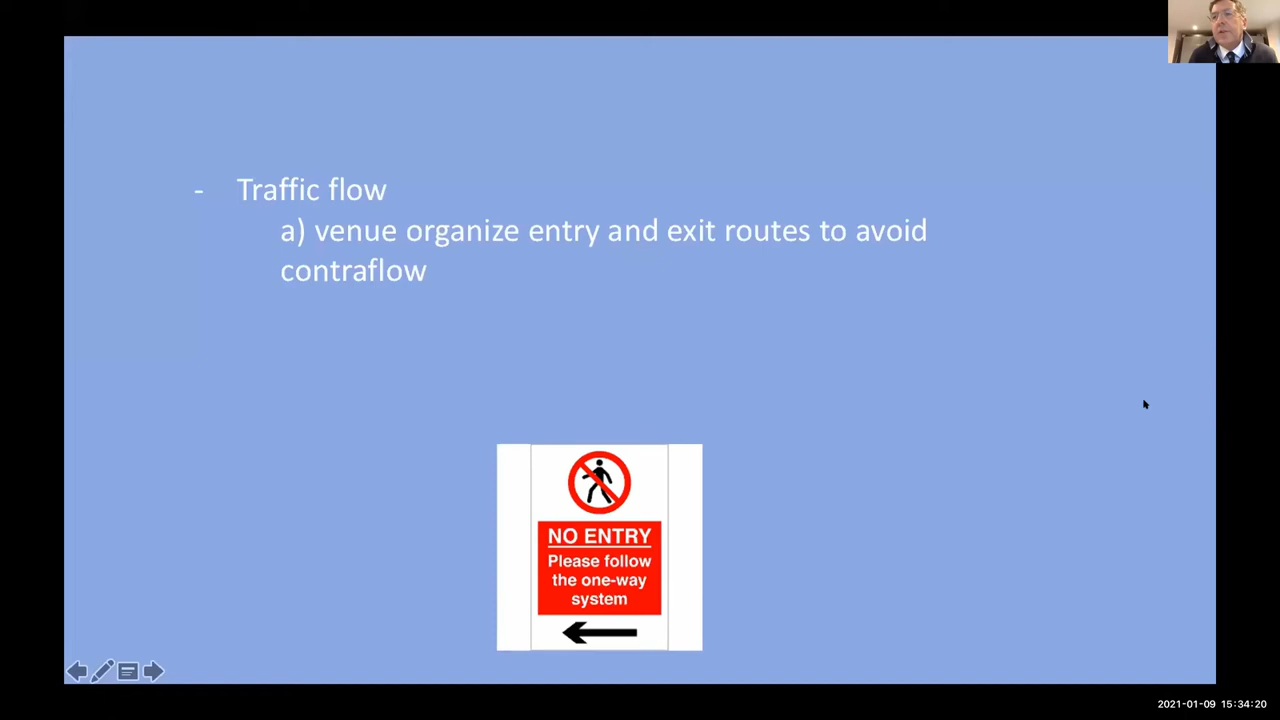 - Traffic flow
a) venue organize entry and exit routes to avoid
contraflow
NO ENTRY
Please follow
the one-way
system
2021-01-09 15:34:20